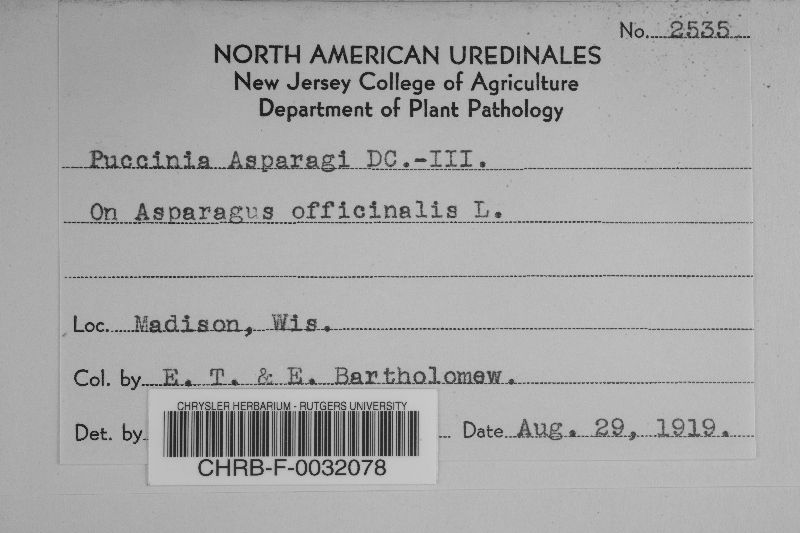 No. 2535
NORTH AMERICAN UREDINALES
New Jersey College of Agriculture
Department of Plant Pathology
Puccinia Asparagi DC.-III.
On Asparagus officinalis L.
Loc. Madison, Wis.
Col. by E. T. & E. Bartholomew.
Det. by Date Aug. 29, 1919.
CHRYSLER HERBARIUM - RUTGERS UNIVERSITY
CHRB-F-0032078